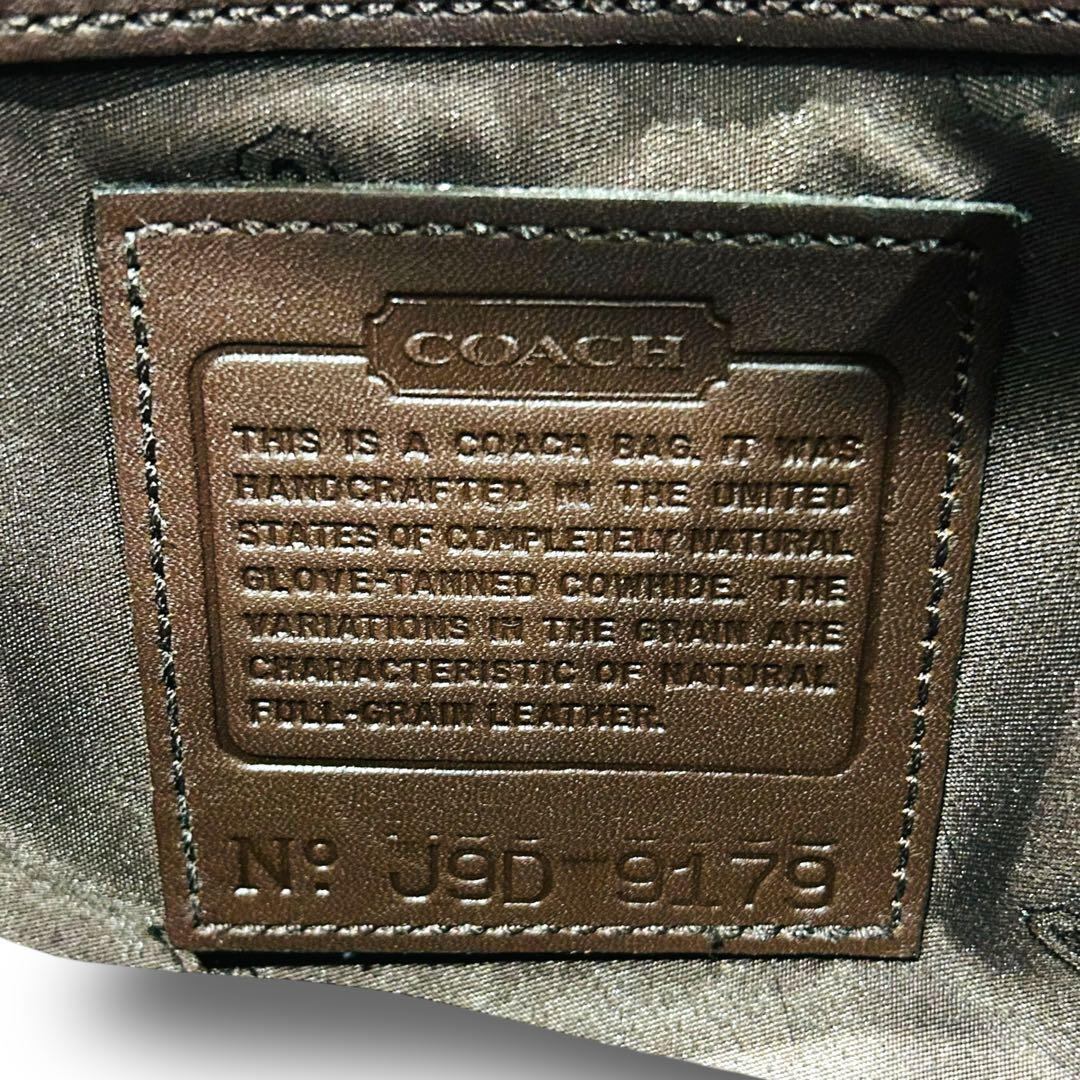 COACH
THIS IS A COACH BAG. IT WAS
HANDCRAFTED IN THE UNITED
STATES OF COMPLETELY NATURAL
GLOVE-TANNED COWHIDE. THE
VARIATIONS IN THE GRAIN ARE
CHARACTERISTIC OF NATURAL
FULL-GRAIN LEATHER.
No: J9D-9179